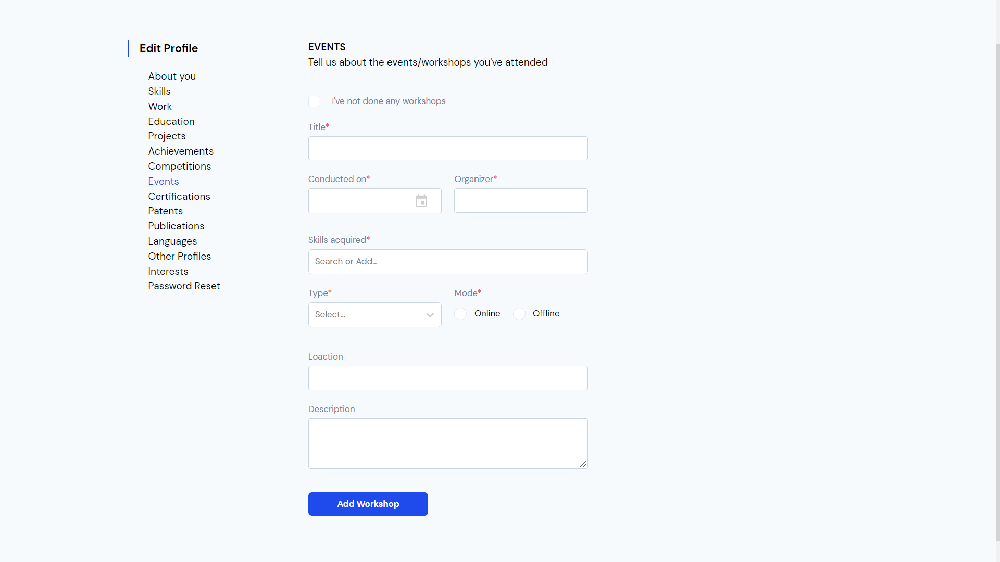 Edit Profile
About you
Skills
Work
Education
Projects
Achievements
Competitions
Events
Certifications
Patents
Publications
Languages
Other Profiles
Interests
Password Reset
EVENTS
Tell us about the events/workshops you've attended
I've not done any workshops
Title*
Conducted on*
Organizer*
Skills acquired*
Search or Add...
Type*
Mode*
Select...
Online
Offline
Loaction
Description
Add Workshop